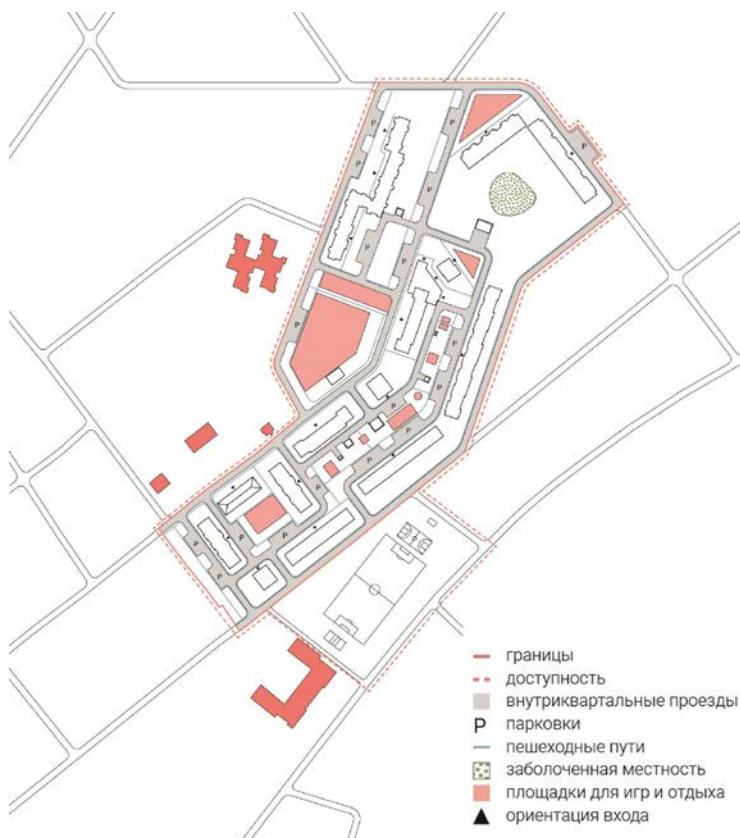 границы
доступность
внутриквартальные проезды
P парковки
пешеходные пути
заболоченная местность
площадки для игр и отдыха
ориентация входа